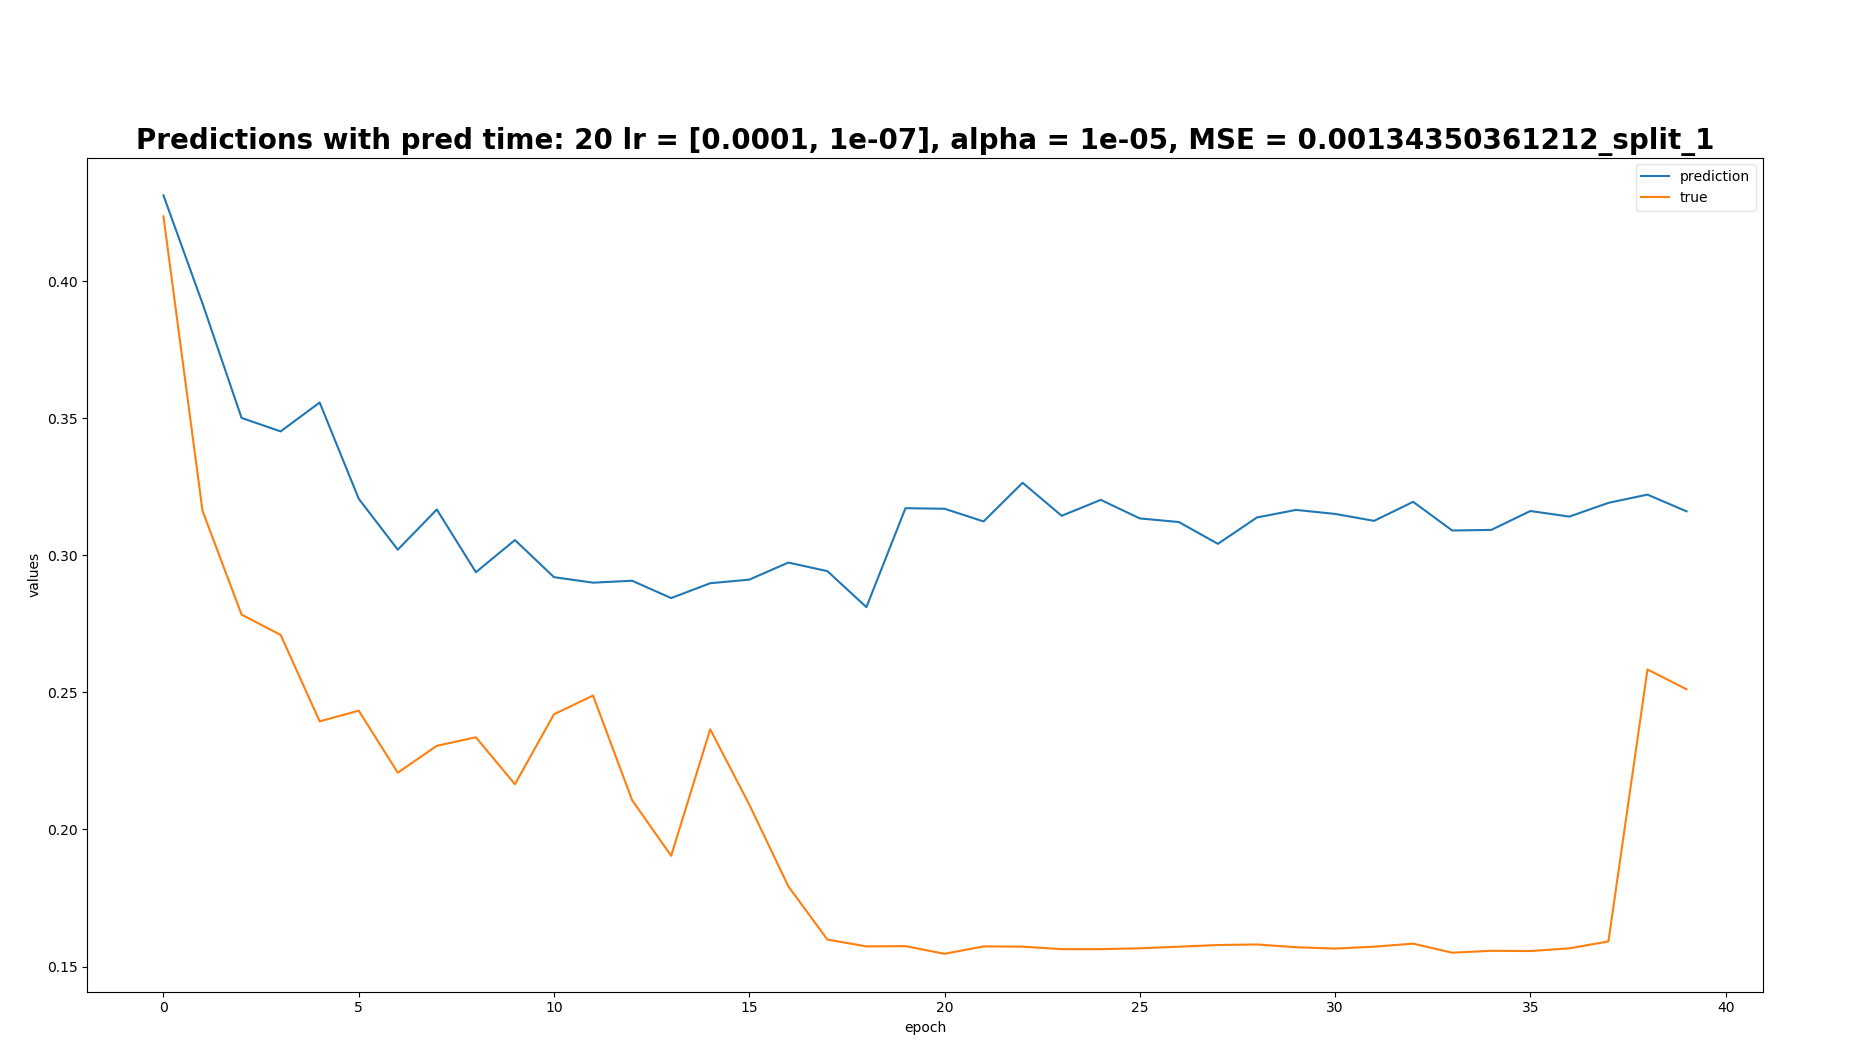 Predictions with pred time: 20 lr = [0.0001, 1e-07], alpha = 1e-05, MSE = 0.00134350361212_split_1
prediction
true
0.40
0.35
0.30
0.25
0.20
0.15
values
0 5 10 15 20 25 30 35 40
epoch